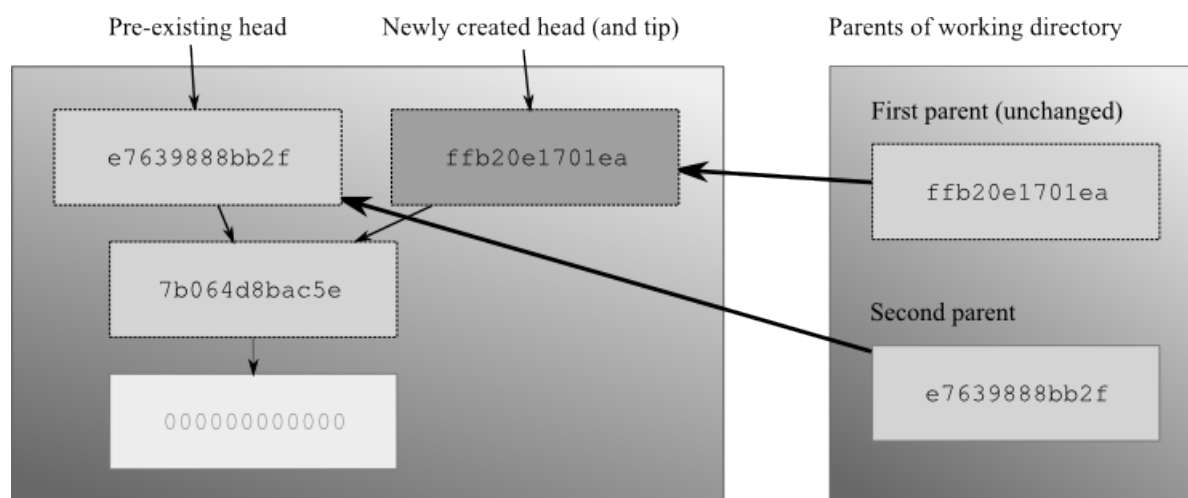 Pre-existing head
Newly created head (and tip)
Parents of working directory
e7639888bb2f
ffb20e1701ea
7b064d8bac5e
000000000000
First parent (unchanged)
ffb20e1701ea
Second parent
e7639888bb2f